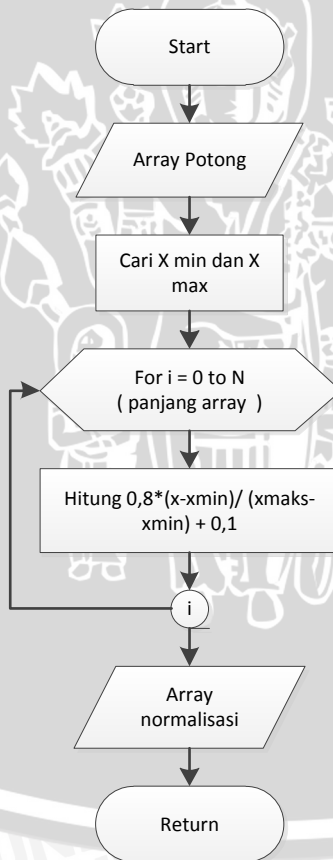 Start
Array Potong
Cari X min dan X
max
For i = 0 to N
( panjang array  )
Hitung 0,8*(x-xmin)/ (xmaks-
xmin) + 0,1
i
Array
normalisasi
Return